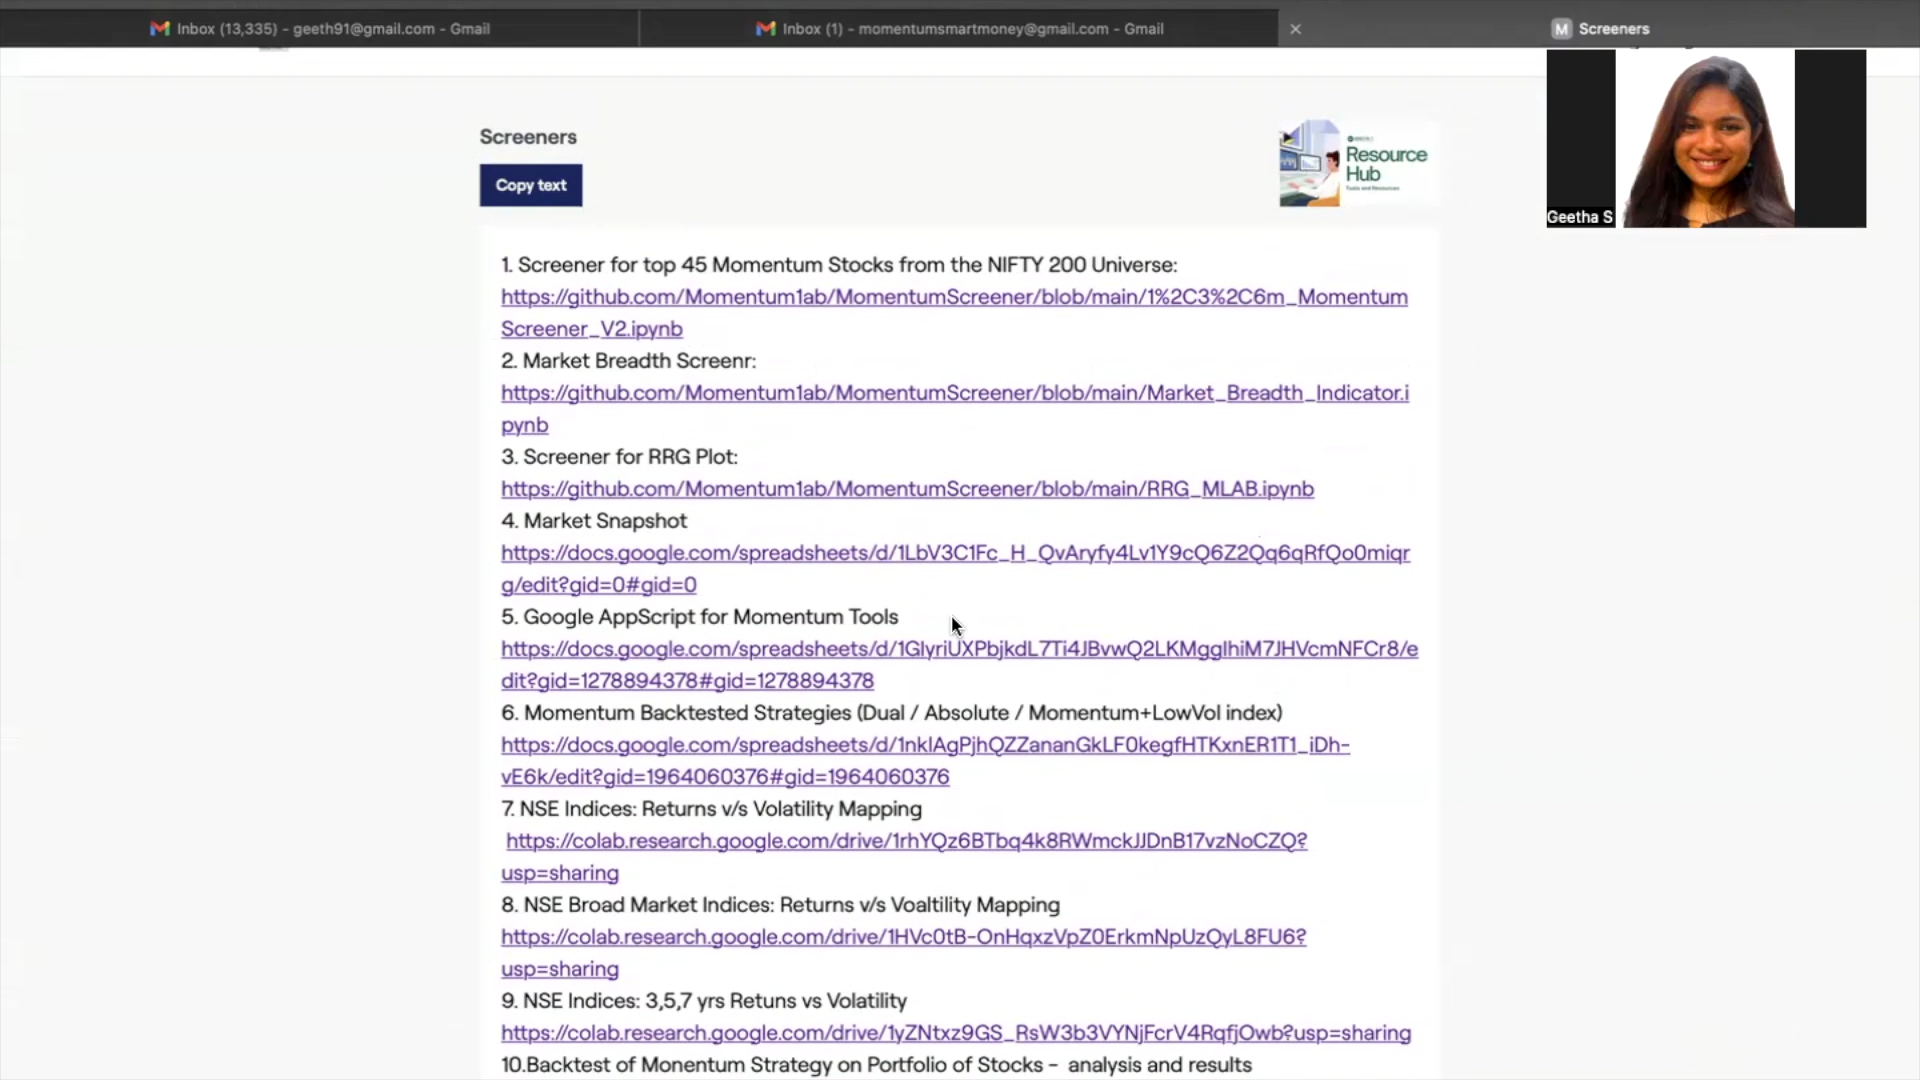 Inbox (13,335) - geeth91@gmail.com - Gmail
Inbox (1) - momentumsmartmoney@gmail.com - Gmail
M Screeners
Geetha S
Screeners
Copy text
Resource
Hub
Tools and Resources
1. Screener for top 45 Momentum Stocks from the NIFTY 200 Universe:
https://github.com/Momentum1ab/MomentumScreener/blob/main/1%2C3%2C6m_Momentum
Screener_V2.ipynb
2. Market Breadth Screenr:
https://github.com/Momentum1ab/MomentumScreener/blob/main/Market_Breadth_Indicator.i
pynb
3. Screener for RRG Plot:
https://github.com/Momentum1ab/MomentumScreener/blob/main/RRG_MLAB.ipynb
4. Market Snapshot
https://docs.google.com/spreadsheets/d/1LbV3C1Fc_H_QvAryfy4Lv1Y9cQ6Z2Qq6qRfQo0miqr
g/edit?gid=0#gid=0
5. Google AppScript for Momentum Tools
https://docs.google.com/spreadsheets/d/1GlyriUXPbjkdL7Ti4JBvwQ2LKMggIhiM7JHVcmNFCr8/e
dit?gid=1278894378#gid=1278894378
6. Momentum Backtested Strategies (Dual / Absolute / Momentum+LowVol index)
https://docs.google.com/spreadsheets/d/1nklAgPjhQZZananGkLF0kegfHTKxnER1T1_iDh-
vE6k/edit?gid=1964060376#gid=1964060376
7. NSE Indices: Returns v/s Volatility Mapping
https://colab.research.google.com/drive/1rhYQz6BTbq4k8RWmckJJDnB17vzNoCZQ?
usp=sharing
8. NSE Broad Market Indices: Returns v/s Voaltility Mapping
https://colab.research.google.com/drive/1HVc0tB-OnHqxzVpZ0ErkmNpUzQyL8FU6?
usp=sharing
9. NSE Indices: 3,5,7 yrs Retuns vs Volatility
https://colab.research.google.com/drive/1yZNtxz9GS_RsW3b3VYNjFcrV4RqfjOwb?usp=sharing
10.Backtest of Monentum Strategy on Portfolio of Stocks - analysis and results